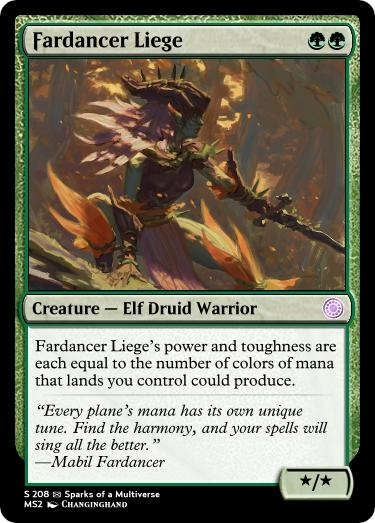 Fardancer Liege
Creature — Elf Druid Warrior
Fardancer Liege's power and toughness are
each equal to the number of colors of mana
that lands you control could produce.
“Every plane's mana has its own unique
tune. Find the harmony, and your spells will
sing all the better.”
—Mabil Fardancer
★/★
S 208 Sparks of a Multiverse
MS2 Changinghand